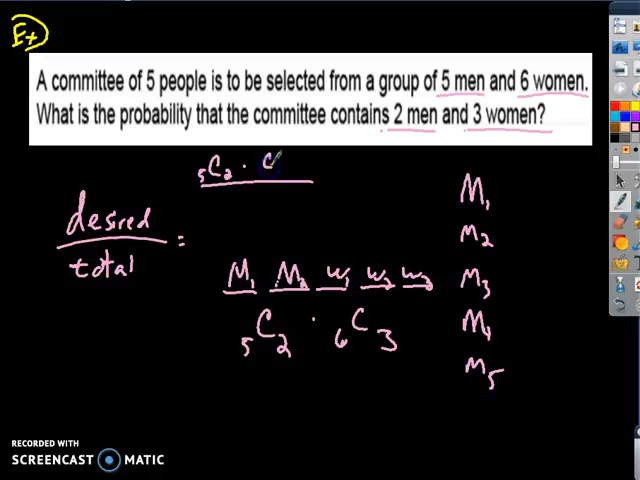 Ex
A committee of 5 people is to be selected from a group of 5 men and 6 women.
What is the probability that the committee contains 2 men and 3 women?
₅C₂ · C
desired
total
=
M₁ M₂ W₁ W₂ W₃
₅C₂ · ₆C₃
M₁
M₂
M₃
M₄
M₅
RECORDED WITH
SCREENCAST MATIC